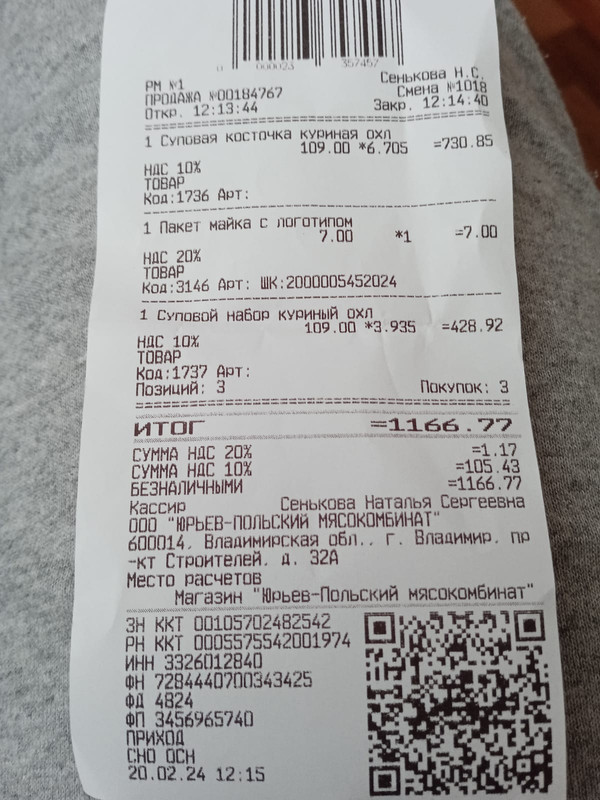 0 000023 357457
РМ №1 Сенькова Н.С.
ПРОДАЖА №00184767 Смена №1018
Откр. 12:13:44 Закр. 12:14:40
1 Суповая косточка куриная охл
109.00 *6.705 =730.85
НДС 10%
ТОВАР
Код:1736 Арт:
1 Пакет майка с логотипом
7.00 *1 =7.00
НДС 20%
ТОВАР
Код:3146 Арт: ШК:2000005452024
1 Суповой набор куриный охл
109.00 *3.935 =428.92
НДС 10%
ТОВАР
Код:1737 Арт:
Позиций: 3 Покупок: 3
ИТОГ =1166.77
СУММА НДС 20% =1.17
СУММА НДС 10% =105.43
БЕЗНАЛИЧНЫМИ =1166.77
Кассир Сенькова Наталья Сергеевна
ООО "ЮРЬЕВ-ПОЛЬСКИЙ МЯСОКОМБИНАТ"
600014, Владимирская обл., г. Владимир, пр
-кт Строителей, д. 32А
Место расчетов
Магазин "Юрьев-Польский мясокомбинат"
ЗН ККТ 00105702482542
РН ККТ 0005575542001974
ИНН 3326012840
ФН 7284440700343425
ФД 4824
ФП 3456965740
ПРИХОД
СНО ОСН
20.02.24 12:15